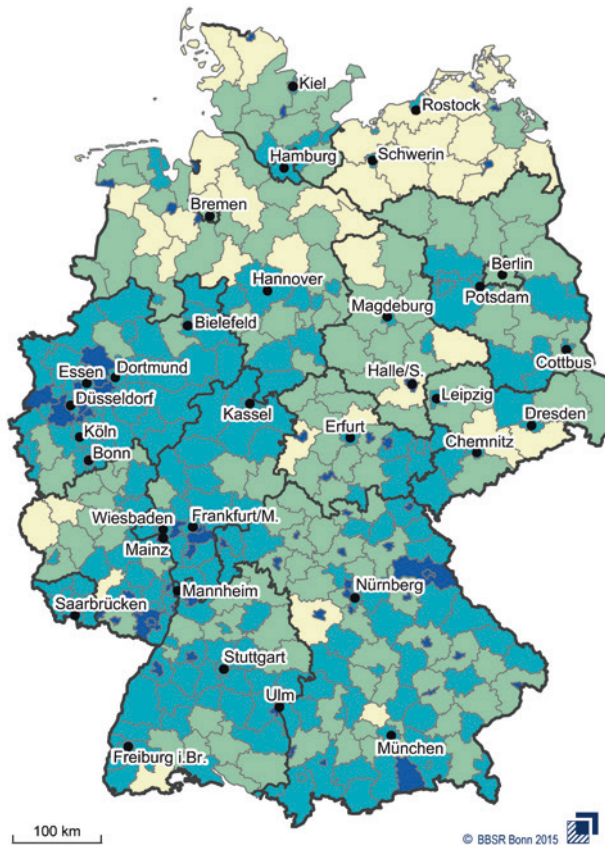 Kiel
Rostock
Hamburg
Schwerin
Bremen
Berlin
Hannover
Potsdam
Magdeburg
Bielefeld
Essen
Dortmund
Cottbus
Halle/S.
Düsseldorf
Leipzig
Kassel
Dresden
Erfurt
Köln
Chemnitz
Bonn
Wiesbaden
Frankfurt/M.
Mainz
Mannheim
Nürnberg
Saarbrücken
Stuttgart
Ulm
München
Freiburg i.Br.
100 km
© BBSR Bonn 2015